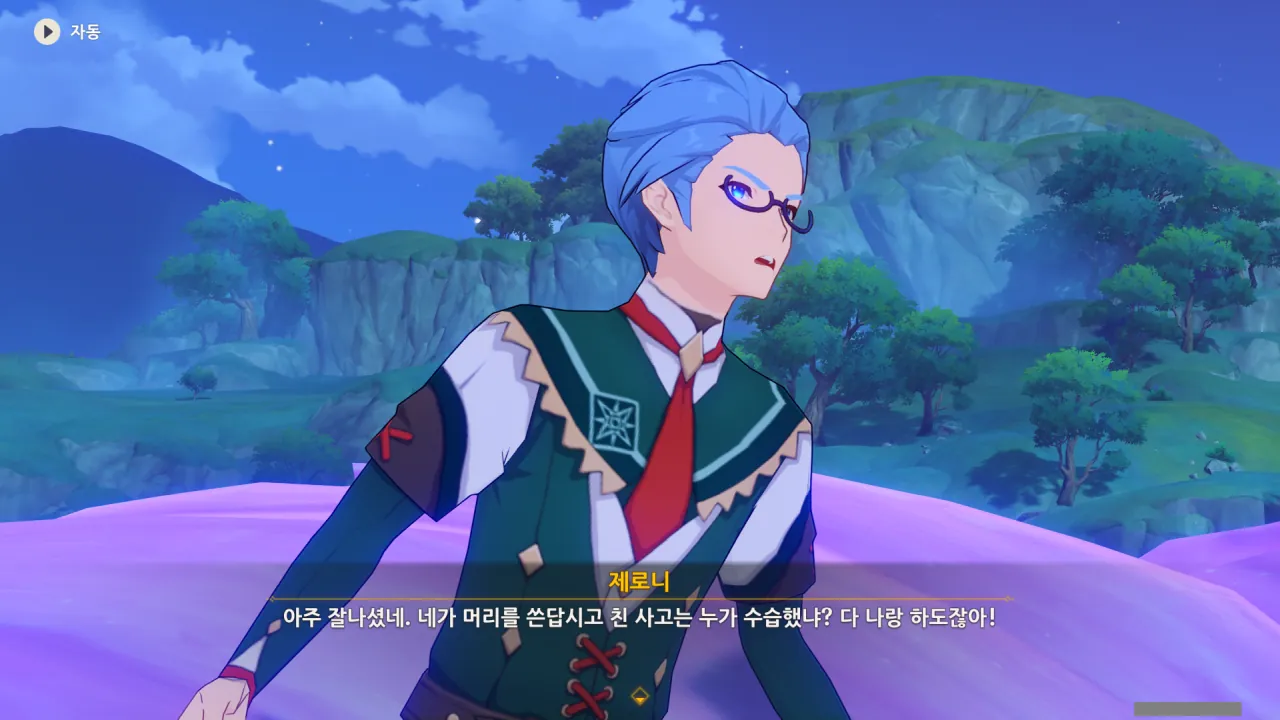 자동
제로니
아주 잘나셨네. 네가 머리를 쓴답시고 친 사고는 누가 수습했냐? 다 나랑 하도잖아!